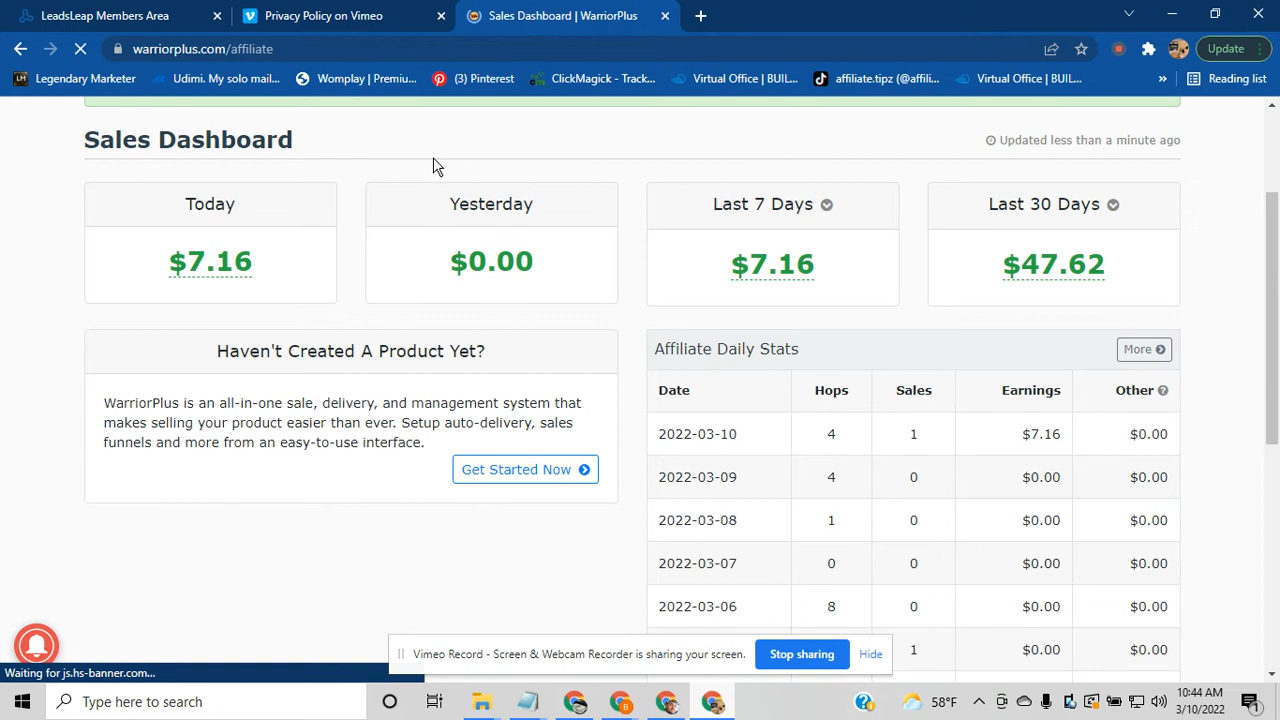 LeadsLeap Members Area
Privacy Policy on Vimeo
Sales Dashboard | WarriorPlus
warriorplus.com/affiliate
Update
Legendary Marketer
Udimi. My solo mail...
Womplay | Premiu...
(3) Pinterest
ClickMagick - Track...
Virtual Office | BUIL...
affiliate.tipz (@affili...
Virtual Office | BUIL...
»
Reading list
Sales Dashboard
Updated less than a minute ago
Today
Yesterday
Last 7 Days
Last 30 Days
$7.16
$0.00
$7.16
$47.62
Haven't Created A Product Yet?
WarriorPlus is an all-in-one sale, delivery, and management system that
makes selling your product easier than ever. Setup auto-delivery, sales
funnels and more from an easy-to-use interface.
Get Started Now
Affiliate Daily Stats
More
Date Hops Sales Earnings Other ?
2022-03-10 4 1 $7.16 $0.00
2022-03-09 4 0 $0.00 $0.00
2022-03-08 1 0 $0.00 $0.00
2022-03-07 0 0 $0.00 $0.00
2022-03-06 8 0 $0.00 $0.00
1
Vimeo Record - Screen & Webcam Recorder is sharing your screen.
Stop sharing
Hide
Waiting for js.hs-banner.com...
Type here to search
58°F
10:44 AM
3/10/2022